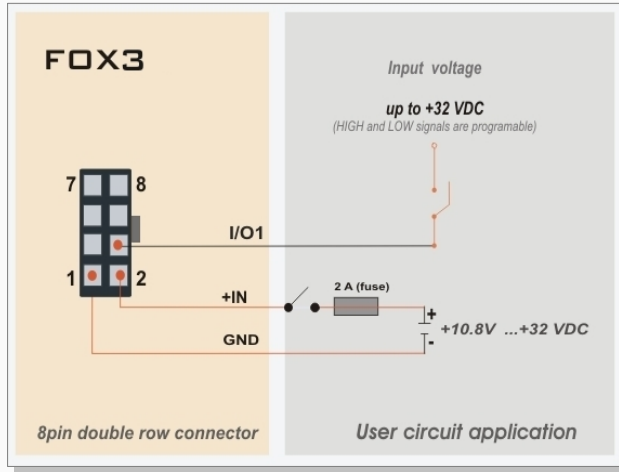 FOX3
Input voltage
up to +32 VDC
(HIGH and LOW signals are programable)
7 8
I/O1
1 2
+IN
2 A (fuse)
+
+10.8V ...+32 VDC
-
GND
8pin double row connector
User circuit application